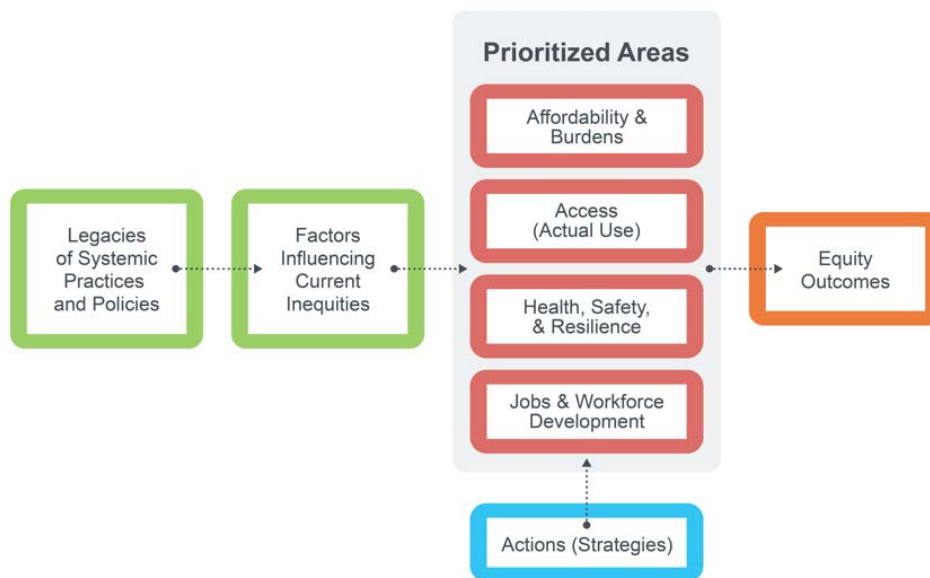 Prioritized Areas
Affordability &
Burdens
Access
(Actual Use)
Health, Safety,
& Resilience
Jobs & Workforce
Development
Legacies
of Systemic
Practices
and Policies
Factors
Influencing
Current
Inequities
Equity
Outcomes
Actions (Strategies)